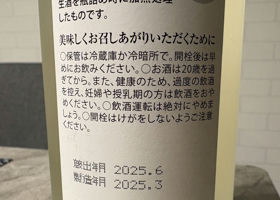 生酒を瓶詰め時に加熱処理
したものです。
美味しくお召しあがりいただくために
○保管は冷蔵庫か冷暗所で。開栓後は早
めにお飲みください。○お酒は20歳を過
ぎてから。また、健康のため、過度の飲酒
を控え、妊婦や授乳期の方は飲酒をおや
めください。○飲酒運転は絶対にやめま
しょう。○開栓はけがをしないようご注意
ください。
出年月 2025.6
製造年月 2025.3